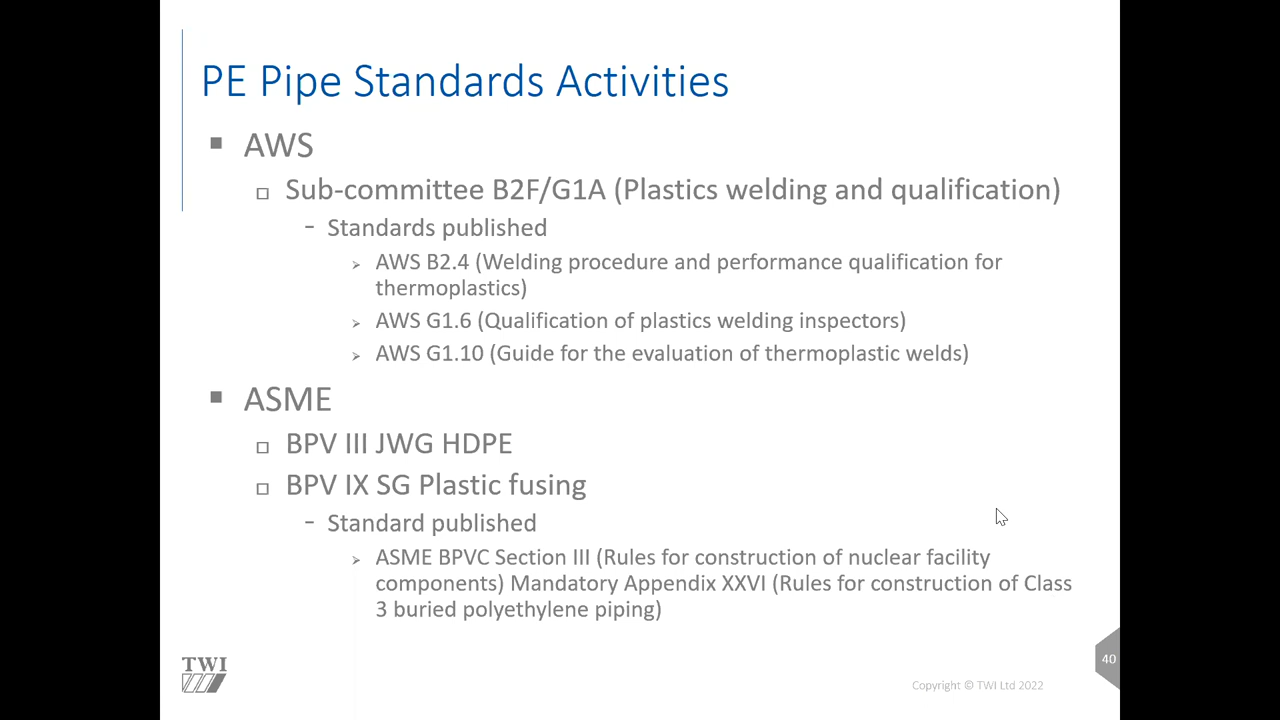 PE Pipe Standards Activities
AWS
Sub-committee B2F/G1A (Plastics welding and qualification)
Standards published
AWS B2.4 (Welding procedure and performance qualification for
thermoplastics)
AWS G1.6 (Qualification of plastics welding inspectors)
AWS G1.10 (Guide for the evaluation of thermoplastic welds)
ASME
BPV III JWG HDPE
BPV IX SG Plastic fusing
Standard published
ASME BPVC Section III (Rules for construction of nuclear facility
components) Mandatory Appendix XXVI (Rules for construction of Class
3 buried polyethylene piping)
TWI
Copyright © TWI Ltd 2022
40